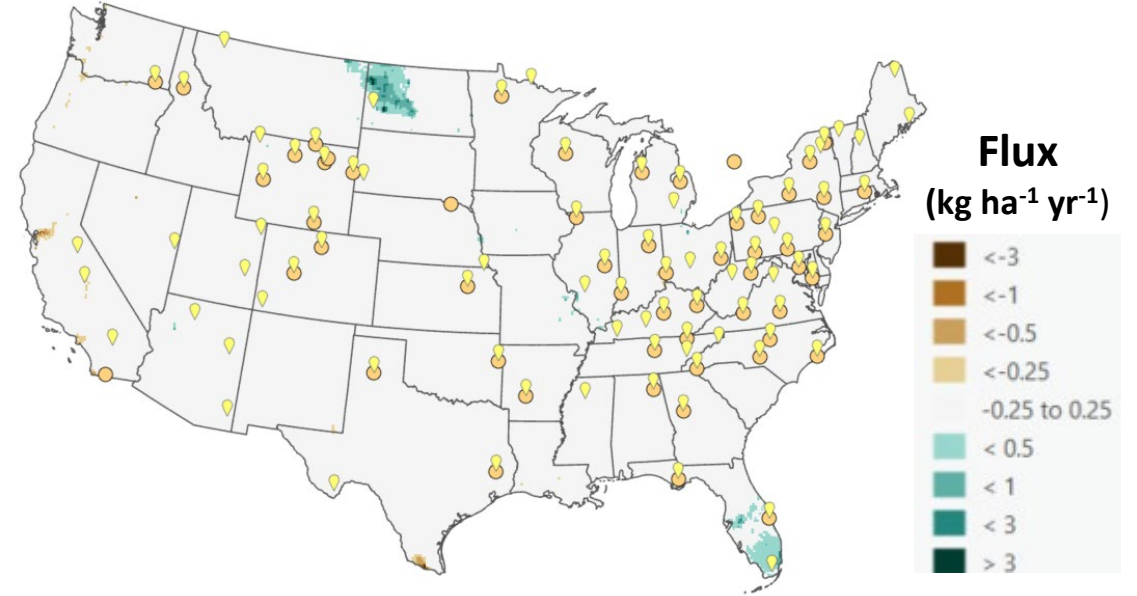 Flux
(kg ha⁻¹ yr⁻¹)
<-3
<-1
<-0.5
<-0.25
-0.25 to 0.25
< 0.5
< 1
< 3
> 3